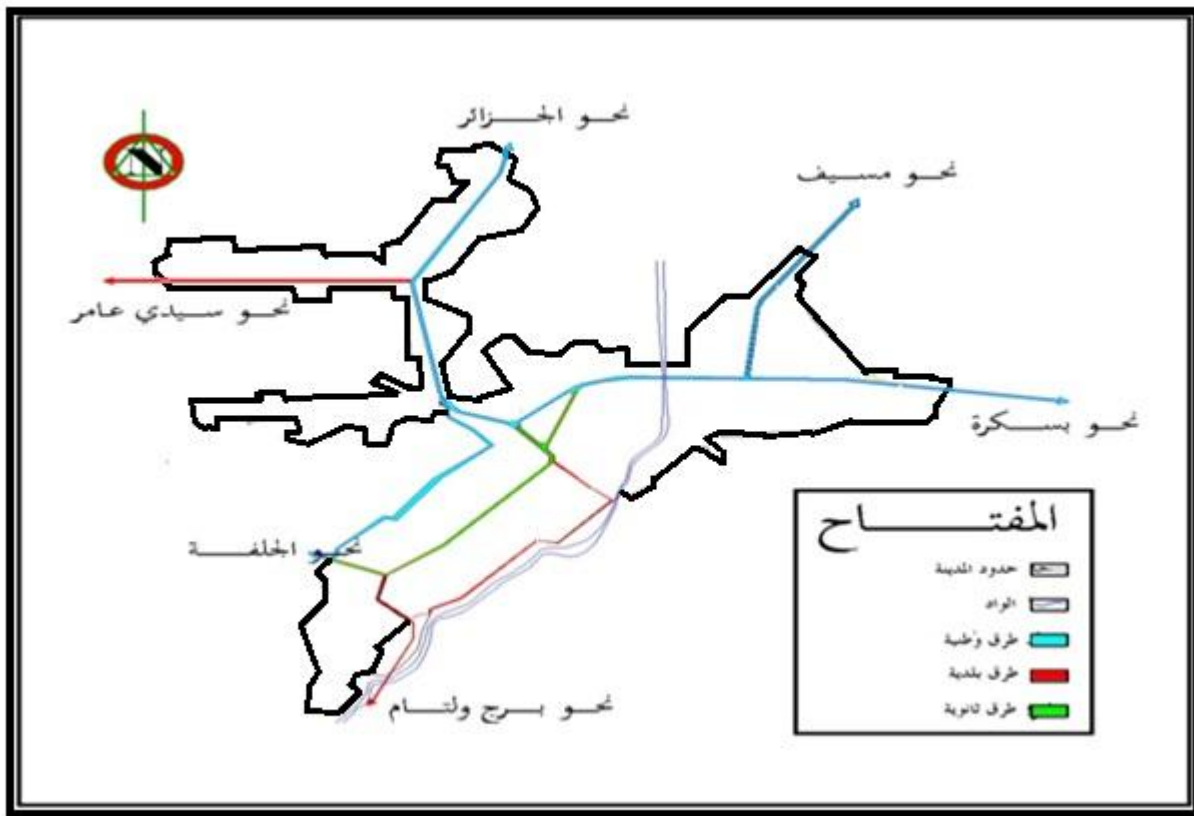 نحو الجزائر
نحو مسيف
نحو سيدي عامر
نحو بسكرة
نحو الجلفة
نحو برج ولتام
المفتاح
حدود المدينة
الواد
طرق وطنية
طرق بلدية
طرق ثانوية